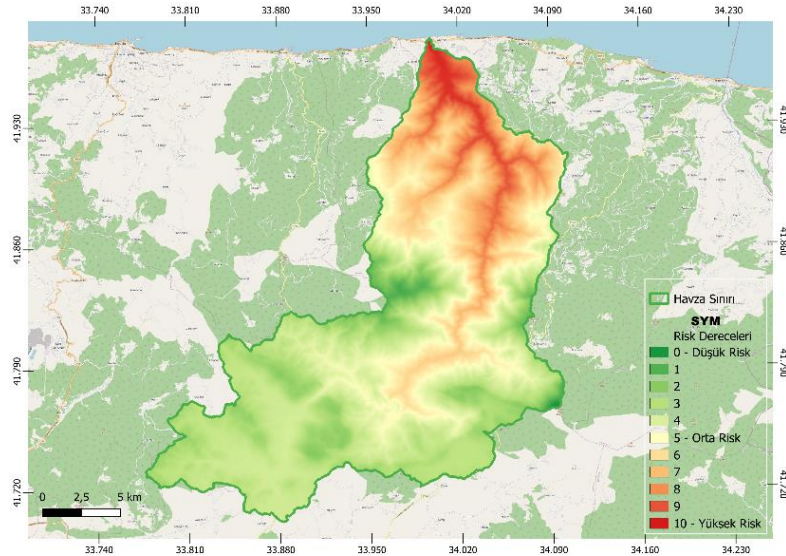 33.740 33.810 33.880 33.950 34.020 34.090 34.160 34.230
41.930
41.930
41.860
41.860
41.790
41.790
41.720
41.720
Havza Sınırı
SYM
Risk Dereceleri
0 - Düşük Risk
1
2
3
4
5 - Orta Risk
6
7
8
9
10 - Yüksek Risk
0 2,5 5 km
33.740 33.810 33.880 33.950 34.020 34.090 34.160 34.230